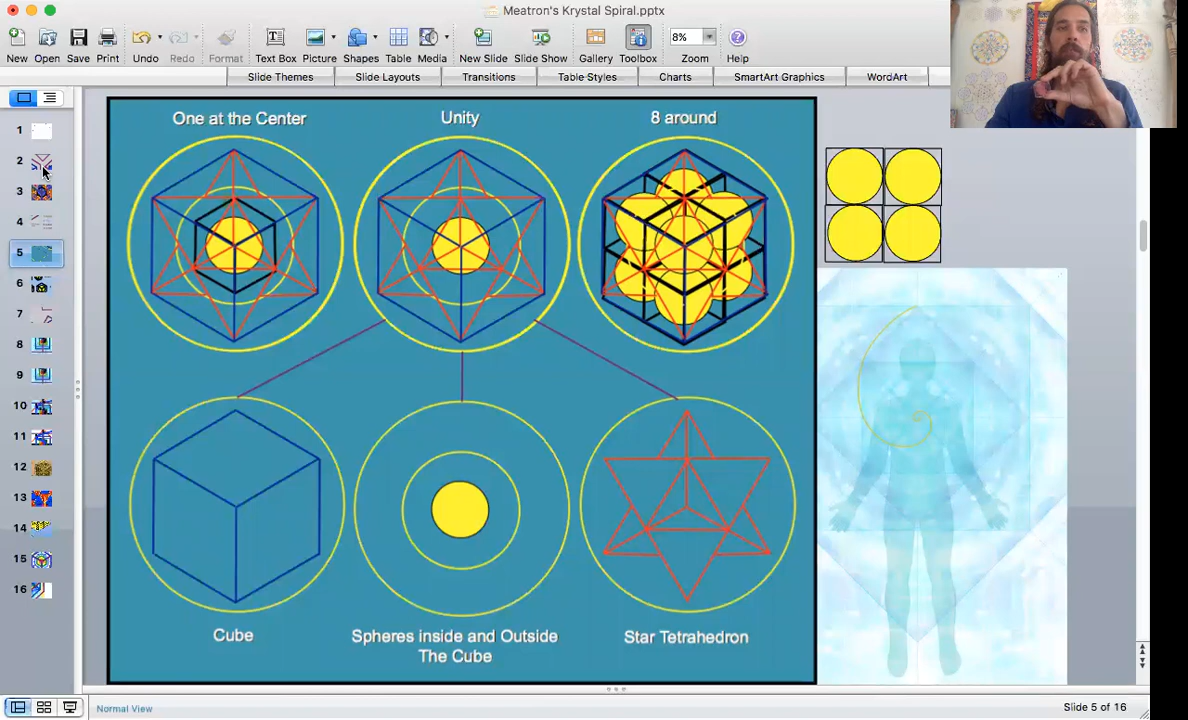 Meatron's Krystal Spiral.pptx
8%
New Open Save Print Undo Redo Format Text Box Picture Shapes Table Media New Slide Slide Show Gallery Toolbox Zoom Help
Slide Themes Slide Layouts Transitions Table Styles Charts SmartArt Graphics WordArt
1
2
3
4
5
6
7
8
9
10
11
12
13
14
15
16
One at the Center Unity 8 around
Cube Spheres inside and Outside Star Tetrahedron
The Cube
Normal View Slide 5 of 16